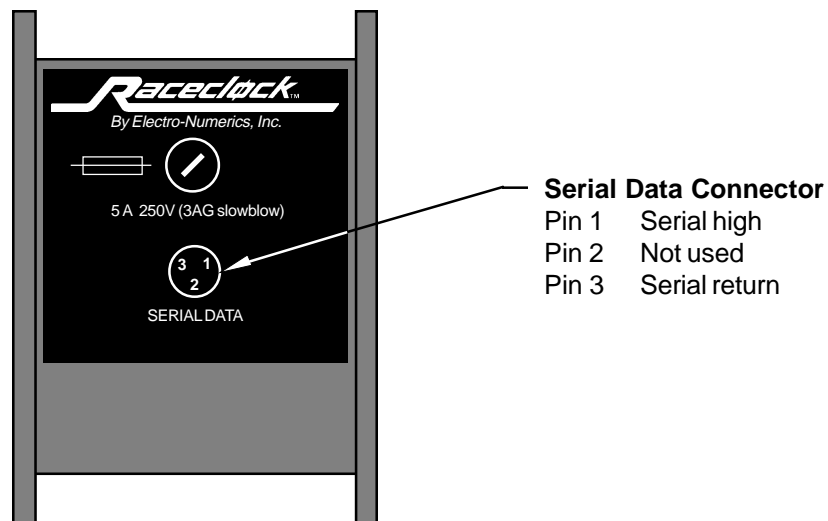 Racecløck™
By Electro-Numerics, Inc.
5 A 250V (3AG slowblow)
3 1
2
SERIAL DATA
Serial Data Connector
Pin 1 Serial high
Pin 2 Not used
Pin 3 Serial return